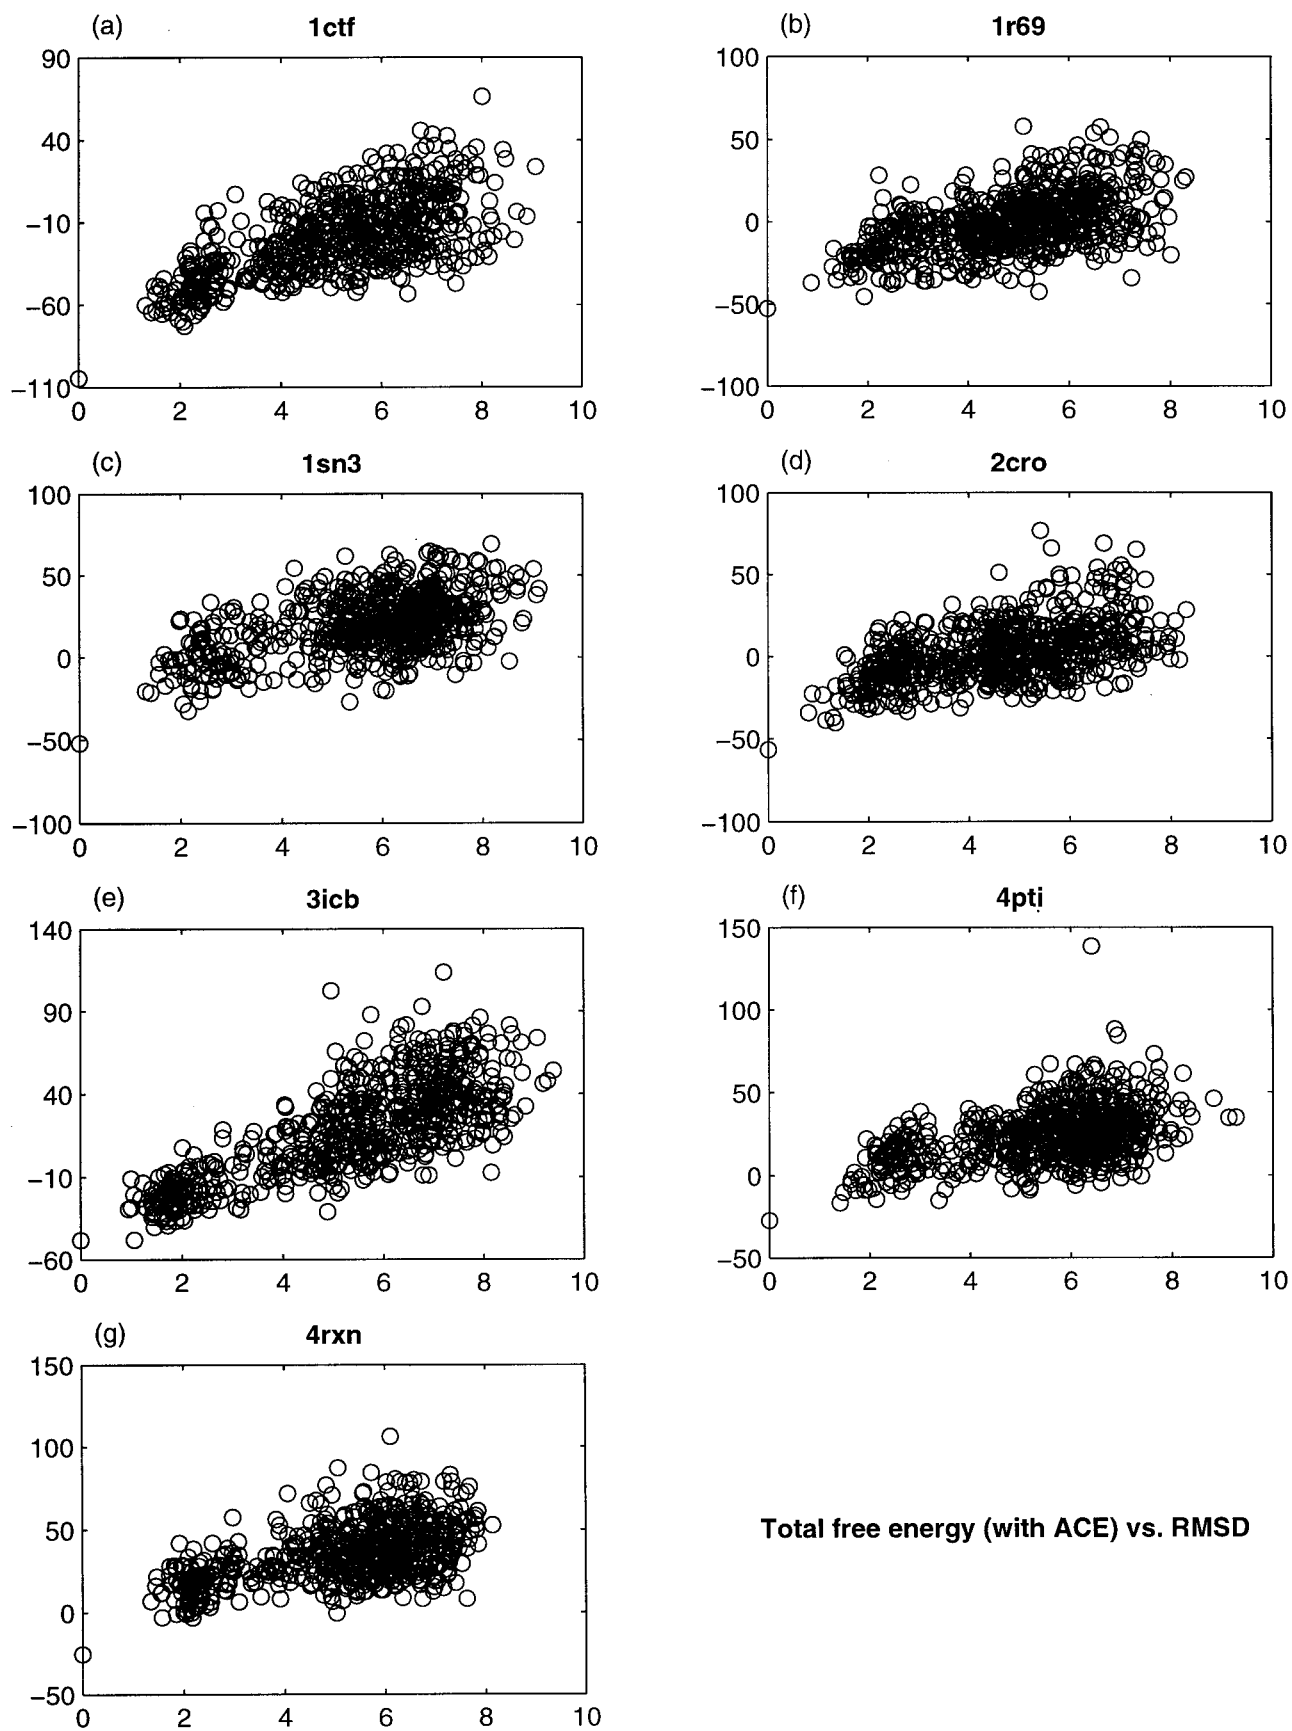 (a) 1ctf
90
40
−10
−60
−110
0 2 4 6 8 10
(b) 1r69
100
50
0
−50
−100
0 2 4 6 8 10
(c) 1sn3
100
50
0
−50
−100
0 2 4 6 8 10
(d) 2cro
100
50
0
−50
−100
0 2 4 6 8 10
(e) 3icb
140
90
40
−10
−60
0 2 4 6 8 10
(f) 4pti
150
100
50
0
−50
0 2 4 6 8 10
(g) 4rxn
150
100
50
0
−50
0 2 4 6 8 10
Total free energy (with ACE) vs. RMSD